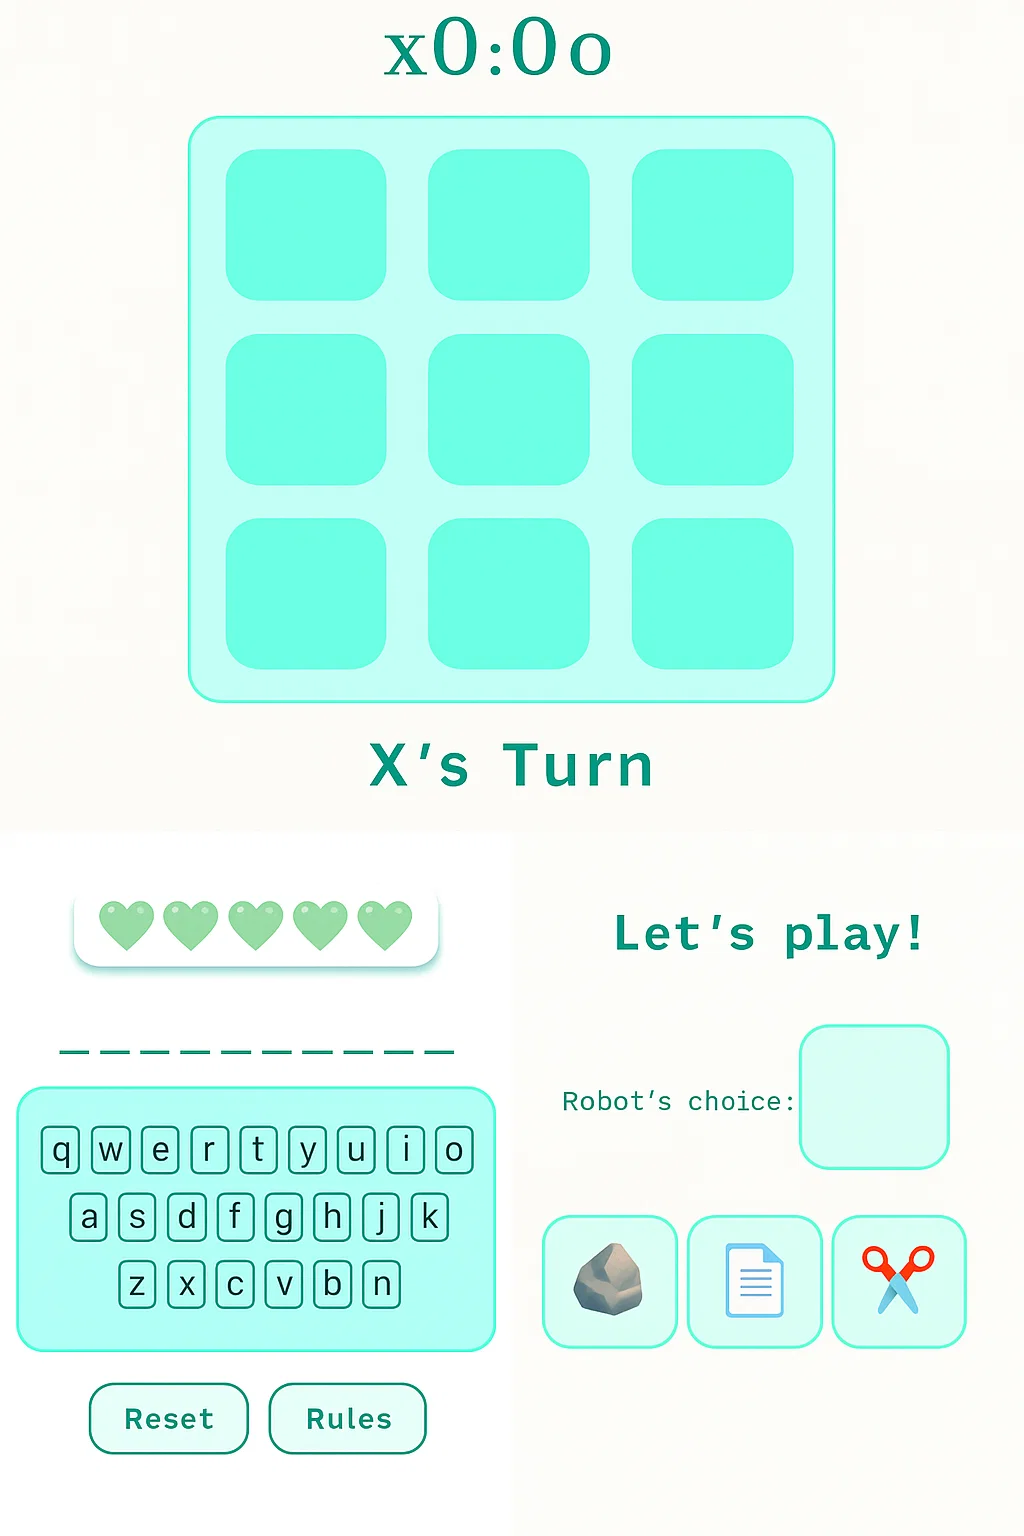 x0:0o
X's Turn
_ _ _ _ _ _ _ _ _ _
q w e r t y u i o
a s d f g h j k
z x c v b n
Reset Rules
Let's play!
Robot's choice: